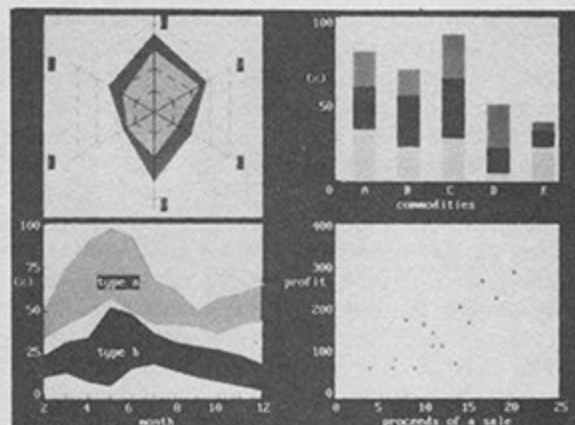 100
(%)
50
0
A B C D E
commodities
100
75
(%)
50
25
0
type a
type b
2 4 6 8 10 12
month
400
profit
300
200
100
0
0 5 10 15 20 25
proceeds of a sale